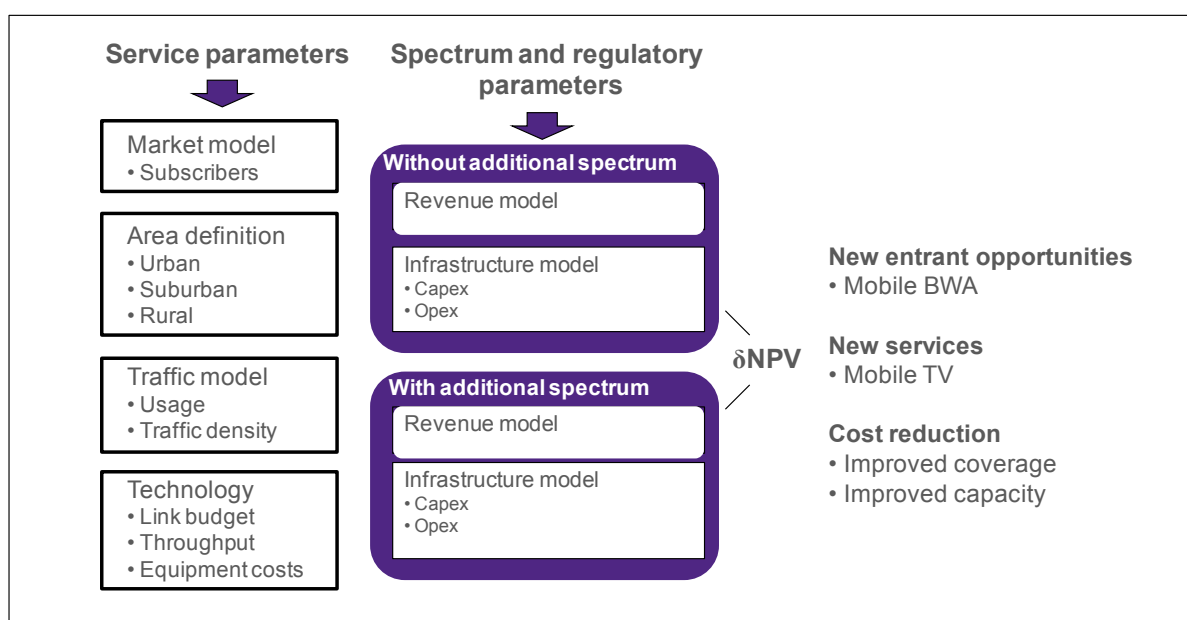 Service parameters
Market model
• Subscribers
Area definition
• Urban
• Suburban
• Rural
Traffic model
• Usage
• Traffic density
Technology
• Link budget
• Throughput
• Equipment costs
Spectrum and regulatory
parameters
Without additional spectrum
Revenue model
Infrastructure model
• Capex
• Opex
With additional spectrum
Revenue model
Infrastructure model
• Capex
• Opex
δNPV
New entrant opportunities
• Mobile BWA
New services
• Mobile TV
Cost reduction
• Improved coverage
• Improved capacity